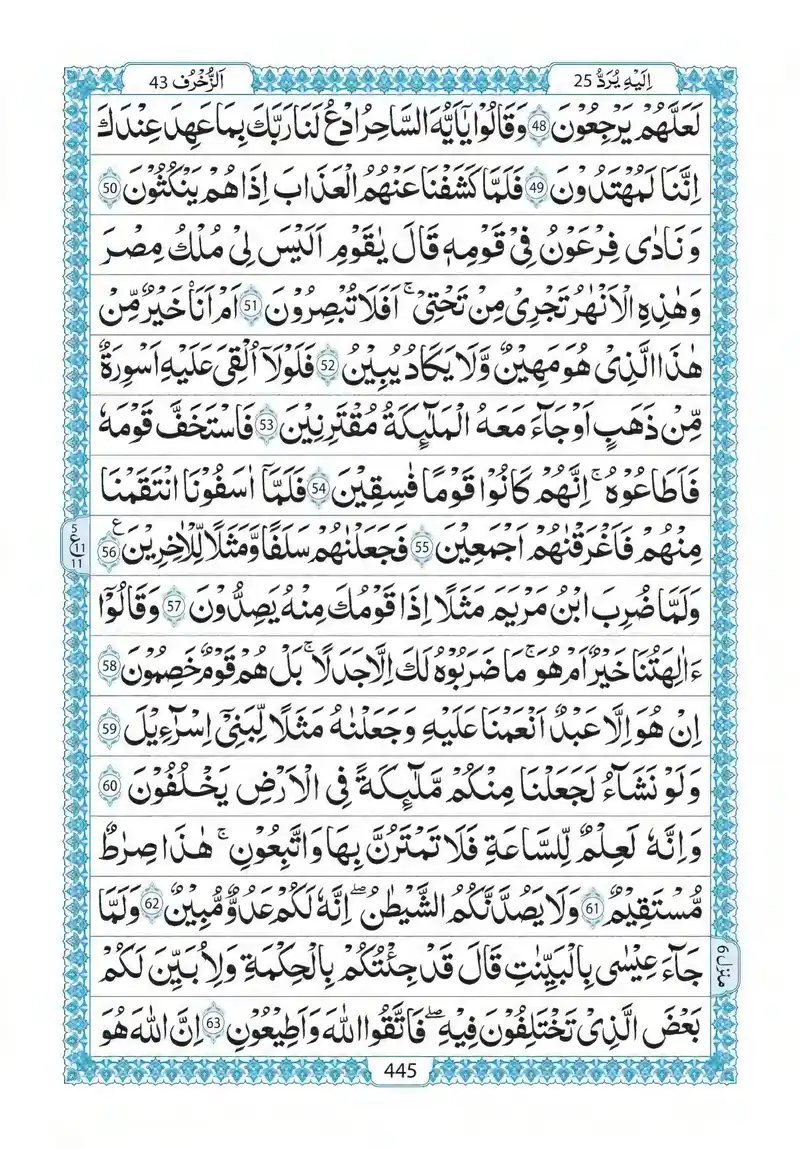 اَلزُّخْرُف 43
اِلَيْهِ يُرَدُّ 25
لَعَلَّهُمْ يَرْجِعُوْنَ 48 وَقَالُوْا يٰۤاَيُّهَ السَّاحِرُ ادْعُ لَنَا رَبَّكَ بِمَا عَهِدَ عِنْدَكَ
اِنَّنَا لَمُهْتَدُوْنَ 49 فَلَمَّا كَشَفْنَا عَنْهُمُ الْعَذَابَ اِذَا هُمْ يَنْكُثُوْنَ 50
وَ نَادٰى فِرْعَوْنُ فِيْ قَوْمِهٖ قَالَ يٰقَوْمِ اَلَيْسَ لِيْ مُلْكُ مِصْرَ
وَهٰذِهِ الْاَنْهٰرُ تَجْرِيْ مِنْ تَحْتِيْ ۚ اَفَلَا تُبْصِرُوْنَ 51 اَمْ اَنَا خَيْرٌ مِّنْ
هٰذَا الَّذِيْ هُوَ مَهِيْنٌ وَّلَا يَكَادُ يُبِيْنُ 52 فَلَوْلَاۤ اُلْقِيَ عَلَيْهِ اَسْوِرَةٌ
مِّنْ ذَهَبٍ اَوْ جَآءَ مَعَهُ الْمَلٰٓئِكَةُ مُقْتَرِنِيْنَ 53 فَاسْتَخَفَّ قَوْمَهٗ
فَاَطَاعُوْهُ ۚ اِنَّهُمْ كَانُوْا قَوْمًا فٰسِقِيْنَ 54 فَلَمَّاۤ اٰسَفُوْنَا انْتَقَمْنَا
مِنْهُمْ فَاَغْرَقْنٰهُمْ اَجْمَعِيْنَ 55 فَجَعَلْنٰهُمْ سَلَفًا وَّمَثَلًا لِّلْاٰخِرِيْنَ 56 ع
5
ع 11
11
وَلَمَّا ضُرِبَ ابْنُ مَرْيَمَ مَثَلًا اِذَا قَوْمُكَ مِنْهُ يَصِدُّوْنَ 57 وَقَالُوْۤا
ءَاٰلِهَتُنَا خَيْرٌ اَمْ هُوَ ۚ مَا ضَرَبُوْهُ لَكَ اِلَّا جَدَلًا ۚ بَلْ هُمْ قَوْمٌ خَصِمُوْنَ 58
اِنْ هُوَ اِلَّا عَبْدٌ اَنْعَمْنَا عَلَيْهِ وَجَعَلْنٰهُ مَثَلًا لِّبَنِيْۤ اِسْرَآءِيْلَ 59
وَلَوْ نَشَآءُ لَجَعَلْنَا مِنْكُمْ مَّلٰٓئِكَةً فِي الْاَرْضِ يَخْلُفُوْنَ 60
وَاِنَّهٗ لَعِلْمٌ لِّلسَّاعَةِ فَلَا تَمْتَرُنَّ بِهَا وَاتَّبِعُوْنِ ۚ هٰذَا صِرٰطٌ
مُّسْتَقِيْمٌ 61 وَلَا يَصُدَّنَّكُمُ الشَّيْطٰنُ ۖ اِنَّهٗ لَكُمْ عَدُوٌّ مُّبِيْنٌ 62 وَلَمَّا
جَآءَ عِيْسٰى بِالْبَيِّنٰتِ قَالَ قَدْ جِئْتُكُمْ بِالْحِكْمَةِ وَلِاُبَيِّنَ لَكُمْ
منزل 6
بَعْضَ الَّذِيْ تَخْتَلِفُوْنَ فِيْهِ ۖ فَاتَّقُوا اللّٰهَ وَاَطِيْعُوْنِ 63 اِنَّ اللّٰهَ هُوَ
445